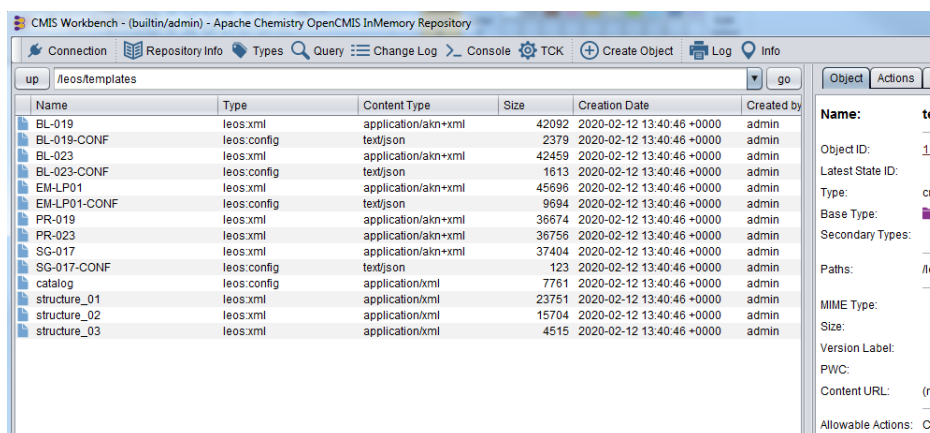 CMIS Workbench - (builtin/admin) - Apache Chemistry OpenCMIS InMemory Repository
Connection Repository Info Types Query Change Log Console TCK Create Object Log Info
up /leos/templates go Object Actions
Name Type Content Type Size Creation Date Created by
BL-019 leos:xml application/akn+xml 42092 2020-02-12 13:40:46 +0000 admin
BL-019-CONF leos:config text/json 2379 2020-02-12 13:40:46 +0000 admin
BL-023 leos:xml application/akn+xml 42459 2020-02-12 13:40:46 +0000 admin
BL-023-CONF leos:config text/json 1613 2020-02-12 13:40:46 +0000 admin
EM-LP01 leos:xml application/akn+xml 45696 2020-02-12 13:40:46 +0000 admin
EM-LP01-CONF leos:config text/json 9694 2020-02-12 13:40:46 +0000 admin
PR-019 leos:xml application/akn+xml 36674 2020-02-12 13:40:46 +0000 admin
PR-023 leos:xml application/akn+xml 36756 2020-02-12 13:40:46 +0000 admin
SG-017 leos:xml application/akn+xml 37404 2020-02-12 13:40:46 +0000 admin
SG-017-CONF leos:config text/json 123 2020-02-12 13:40:46 +0000 admin
catalog leos:config application/xml 7761 2020-02-12 13:40:46 +0000 admin
structure_01 leos:xml application/xml 23751 2020-02-12 13:40:46 +0000 admin
structure_02 leos:xml application/xml 15704 2020-02-12 13:40:46 +0000 admin
structure_03 leos:xml application/xml 4515 2020-02-12 13:40:46 +0000 admin
Name:
Object ID: 1
Latest State ID:
Type:
Base Type:
Secondary Types:
Paths:
MIME Type:
Size:
Version Label:
PWC:
Content URL:
Allowable Actions: